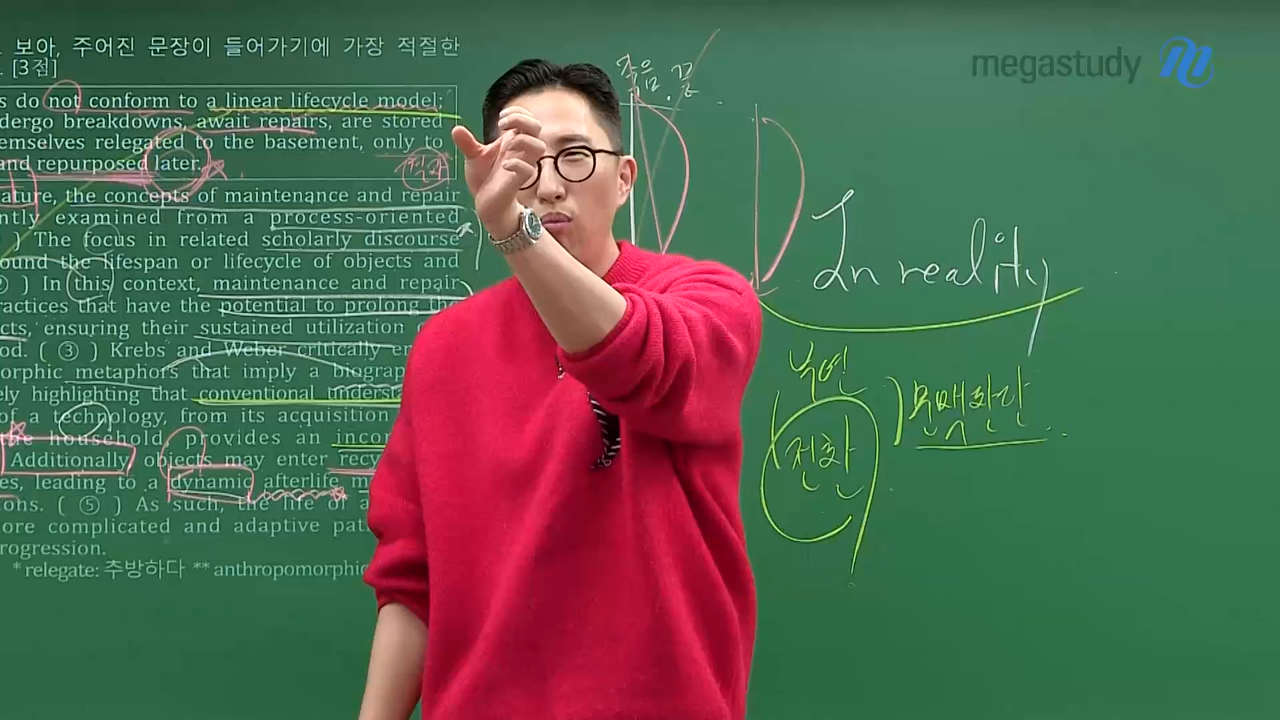 보아, 주어진 문장이 들어가기에 가장 적절한
. [3점]
s do not conform to a linear lifecycle model;
dergo breakdowns, await repairs, are stored
emselves relegated to the basement, only to
and repurposed later.
직선
ature, the concepts of maintenance and repair
ntly examined from a process-oriented
) The focus in related scholarly discourse
ound the lifespan or lifecycle of objects and
② ) In this context, maintenance and repair
ractices that have the potential to prolong the
cts, ensuring their sustained utilization
od. ( ③ ) Krebs and Weber critically en
orphic metaphors that imply a biograp
ely highlighting that conventional understa
of a technology, from its acquisition
the household provides an incon
Additionally objects may enter recy
es, leading to a dynamic afterlife
ons. ( ⑤ ) As such, the life of a
ore complicated and adaptive pat
rogression.
* relegate: 추방하다 ** anthropomorphic
megastudy
In reality
전환